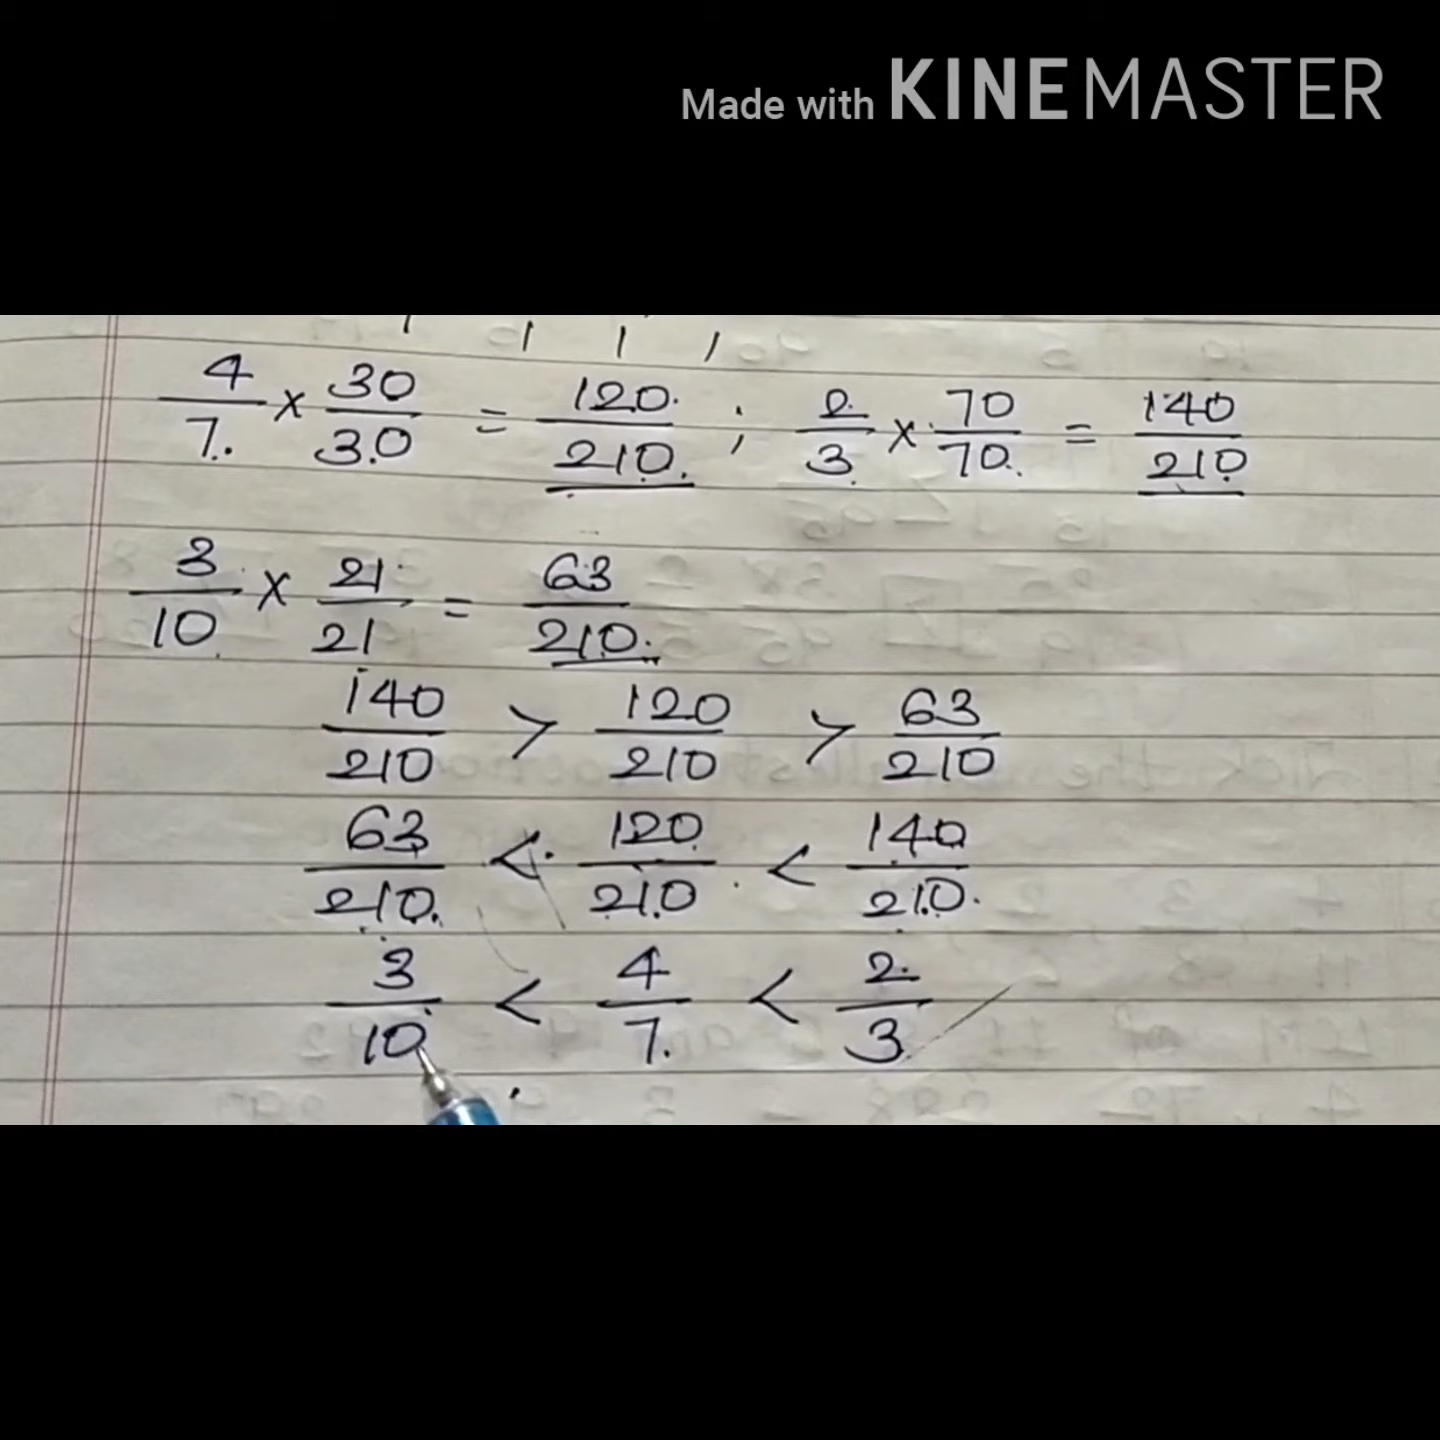 Made with KINEMASTER
4/7. × 30/30 = 120/210 ; 2/3 × 70/70 = 140/210
3/10 × 21/21 = 63/210
140/210 > 120/210 > 63/210
63/210 < 120/210 < 140/210
3/10 < 4/7. < 2/3